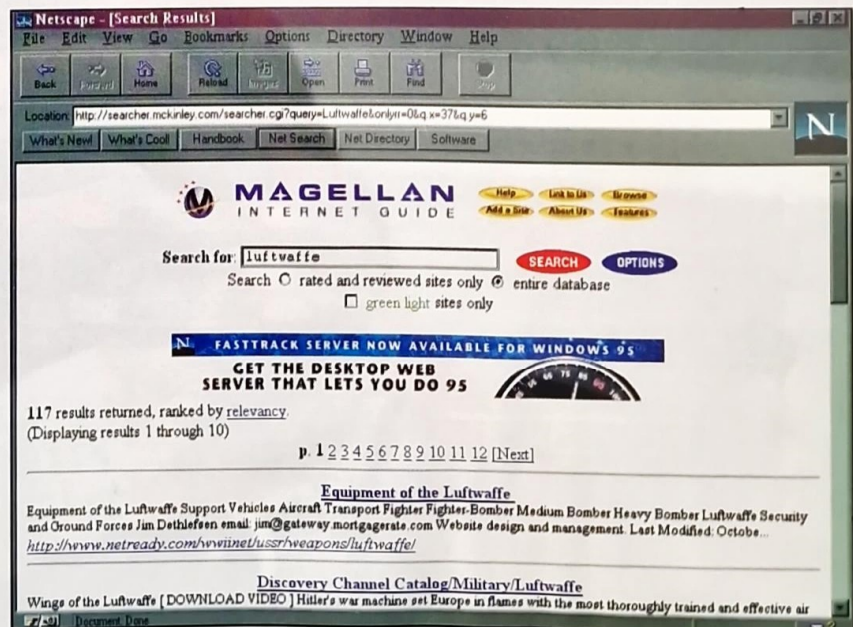 Netscape - [Search Results]
File Edit View Go Bookmarks Options Directory Window Help
Back Forward Home Reload Images Open Print Find Stop
Location: http://searcher.mckinley.com/searcher.cgi?query=Luftwaffe&onlyrr=0&q.x=37&q.y=6
N
What's New! What's Cool! Handbook Net Search Net Directory Software
MAGELLAN
INTERNET GUIDE
Help Link to Us Browse
Add a Site About Us Features
Search for: luftwaffe SEARCH OPTIONS
Search rated and reviewed sites only entire database
green light sites only
N FASTTRACK SERVER NOW AVAILABLE FOR WINDOWS 95
GET THE DESKTOP WEB
SERVER THAT LETS YOU DO 95
117 results returned, ranked by relevancy.
(Displaying results 1 through 10)
p. 1 2 3 4 5 6 7 8 9 10 11 12 [Next]
Equipment of the Luftwaffe
Equipment of the Luftwaffe Support Vehicles Aircraft Transport Fighter Fighter-Bomber Medium Bomber Heavy Bomber Luftwaffe Security
and Ground Forces Jim Dethlefsen email: jim@gateway.mortgagerate.com Website design and management. Last Modified: Octobe...
http://www.netready.com/wwiinet/ussr/weapons/luftwaffe/
Discovery Channel Catalog/Military/Luftwaffe
Wings of the Luftwaffe [ DOWNLOAD VIDEO ] Hitler's war machine set Europe in flames with the most thoroughly trained and effective air
Document: Done